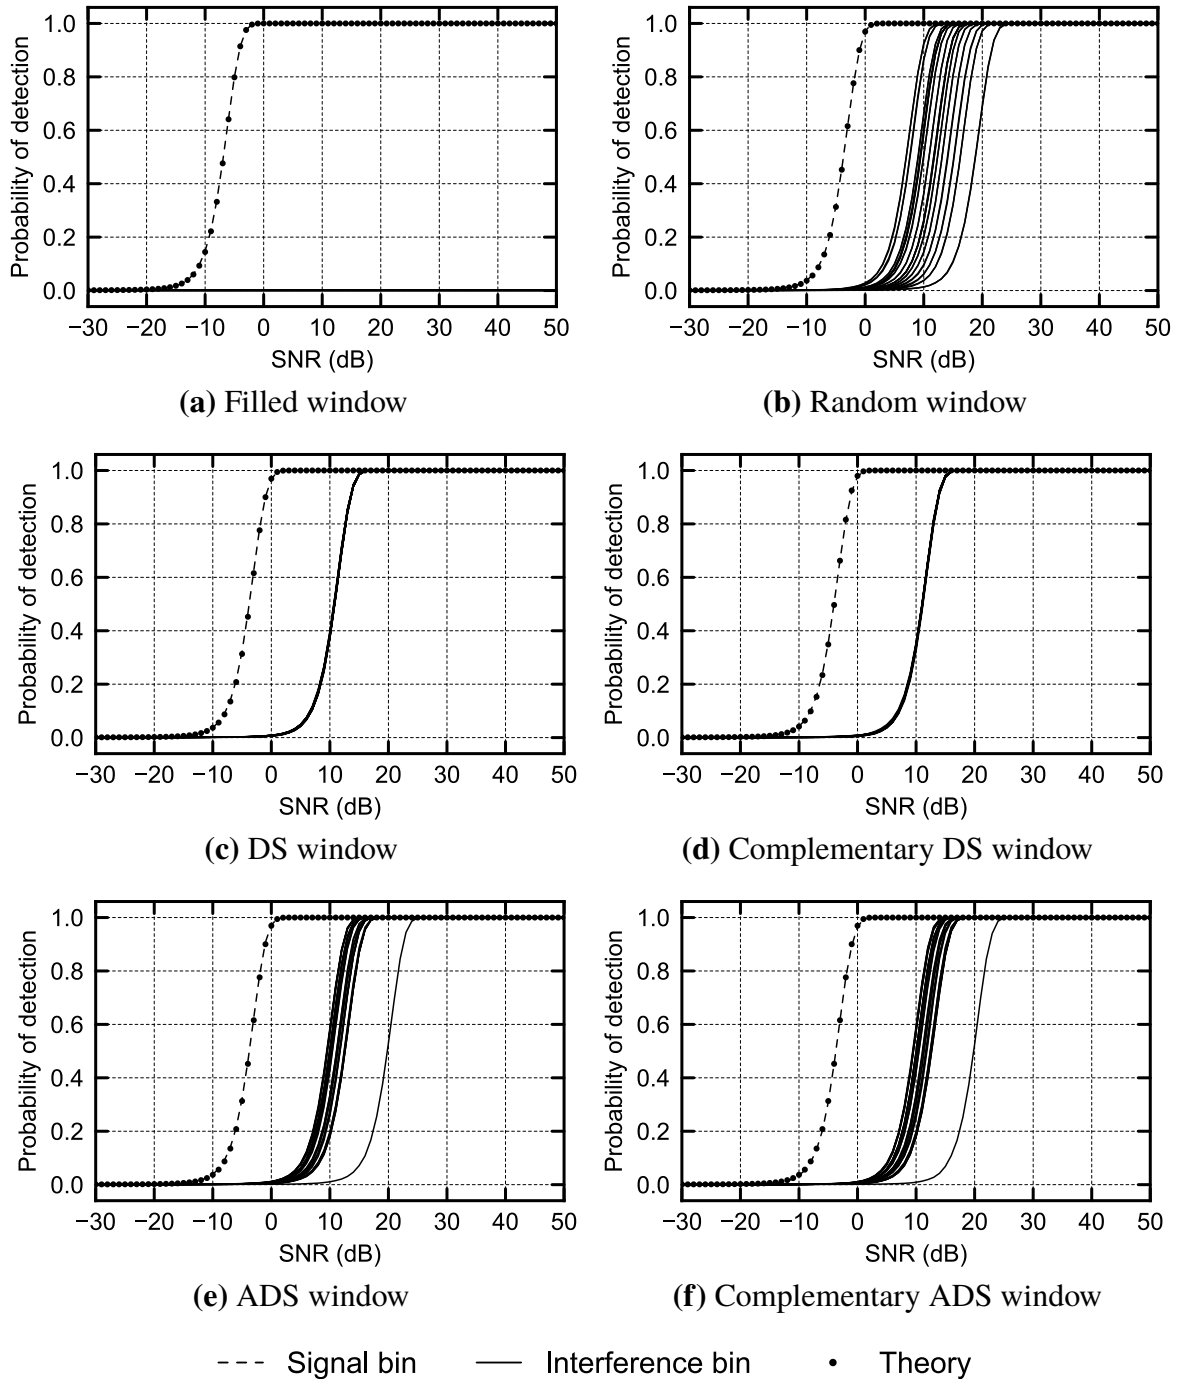 Probability of detection
1.0
0.8
0.6
0.4
0.2
0.0
−30 −20 −10 0 10 20 30 40 50
SNR (dB)
(a) Filled window
Probability of detection
1.0
0.8
0.6
0.4
0.2
0.0
−30 −20 −10 0 10 20 30 40 50
SNR (dB)
(b) Random window
Probability of detection
1.0
0.8
0.6
0.4
0.2
0.0
−30 −20 −10 0 10 20 30 40 50
SNR (dB)
(c) DS window
Probability of detection
1.0
0.8
0.6
0.4
0.2
0.0
−30 −20 −10 0 10 20 30 40 50
SNR (dB)
(d) Complementary DS window
Probability of detection
1.0
0.8
0.6
0.4
0.2
0.0
−30 −20 −10 0 10 20 30 40 50
SNR (dB)
(e) ADS window
Probability of detection
1.0
0.8
0.6
0.4
0.2
0.0
−30 −20 −10 0 10 20 30 40 50
SNR (dB)
(f) Complementary ADS window
Signal bin Interference bin Theory